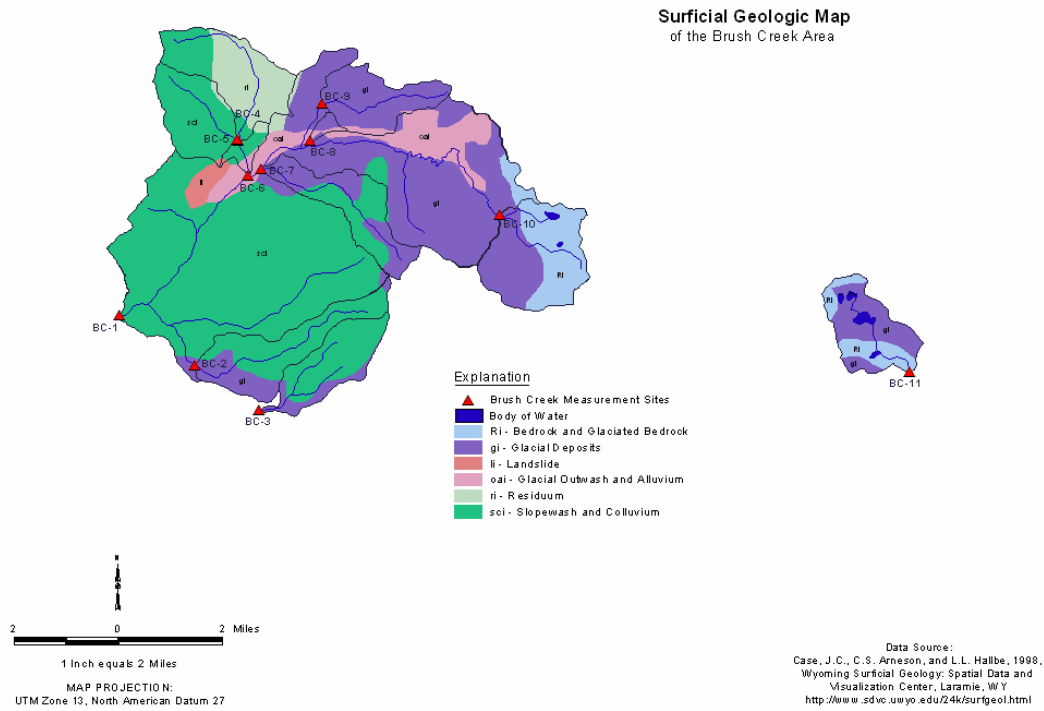 Surficial Geologic Map
of the Brush Creek Area
BC-9
gi
ri
BC-4
sci
BC-5
oai
oai
BC-8
BC-7
li
BC-6
gi
BC-10
sci
Ri
BC-1
Ri
gi
Ri
gi
BC-11
BC-2
gi
BC-3
Explanation
Brush Creek Measurement Sites
Body of Water
Ri - Bedrock and Glaciated Bedrock
gi - Glacial Deposits
li - Landslide
oai - Glacial Outwash and Alluvium
ri - Residuum
sci - Slopewash and Colluvium
N
2 0 2 Miles
1 Inch equals 2 Miles
MAP PROJECTION:
UTM Zone 13, North American Datum 27
Data Source:
Case, J.C., C.S. Arneson, and L.L. Hallbe, 1998,
Wyoming Surficial Geology: Spatial Data and
Visualization Center, Laramie, WY
http://www.sdvc.uwyo.edu/24k/surfgeol.html